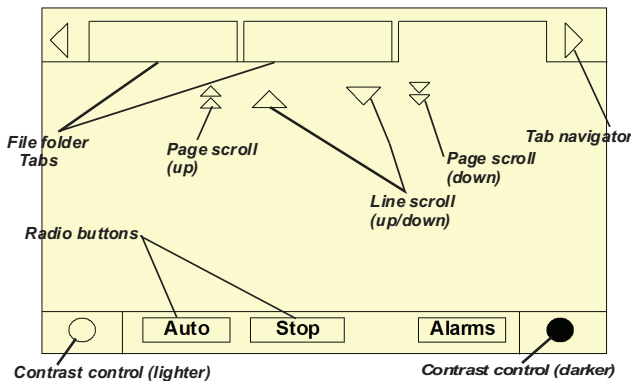 File folder
Tabs
Page scroll
(up)
Page scroll
(down)
Tab navigator
Line scroll
(up/down)
Radio buttons
Auto
Stop
Alarms
Contrast control (lighter)
Contrast control (darker)